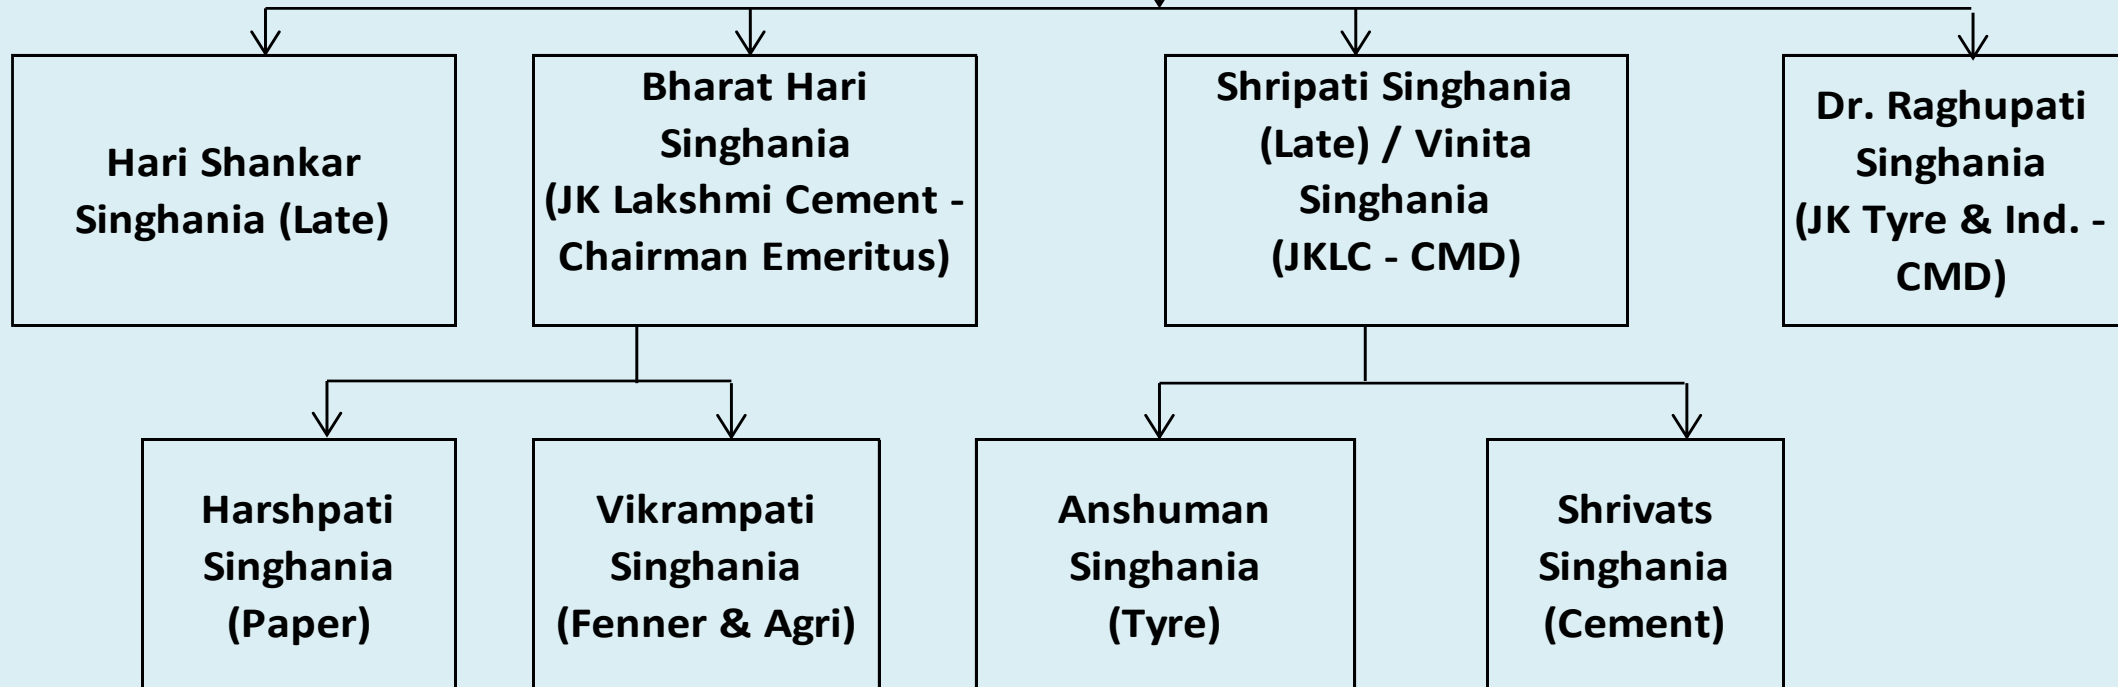 Hari Shankar
Singhania (Late)
Bharat Hari
Singhania
(JK Lakshmi Cement -
Chairman Emeritus)
Shripati Singhania
(Late) / Vinita
Singhania
(JKLC - CMD)
Dr. Raghupati
Singhania
(JK Tyre & Ind. -
CMD)
Harshpati
Singhania
(Paper)
Vikrampati
Singhania
(Fenner & Agri)
Anshuman
Singhania
(Tyre)
Shrivats
Singhania
(Cement)